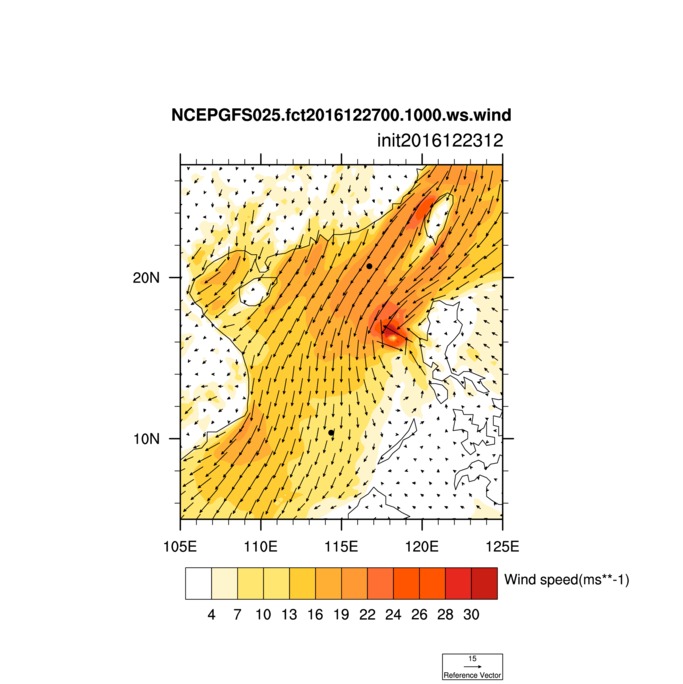 NCEPGFS025.fct2016122700.1000.ws.wind
init2016122312
20N
10N
105E 110E 115E 120E 125E
Wind speed(ms**-1)
4 7 10 13 16 19 22 24 26 28 30
15
Reference Vector